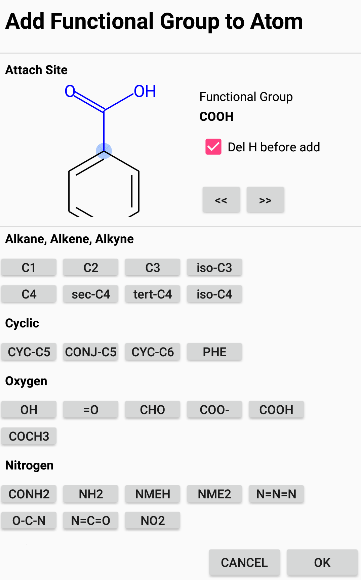 Add Functional Group to Atom
Attach Site
O OH
Functional Group
COOH
Del H before add
<< >>
Alkane, Alkene, Alkyne
C1 C2 C3 iso-C3
C4 sec-C4 tert-C4 iso-C4
Cyclic
CYC-C5 CONJ-C5 CYC-C6 PHE
Oxygen
OH =O CHO COO- COOH
COCH3
Nitrogen
CONH2 NH2 NMEH NME2 N=N=N
O-C-N N=C=O NO2
CANCEL OK